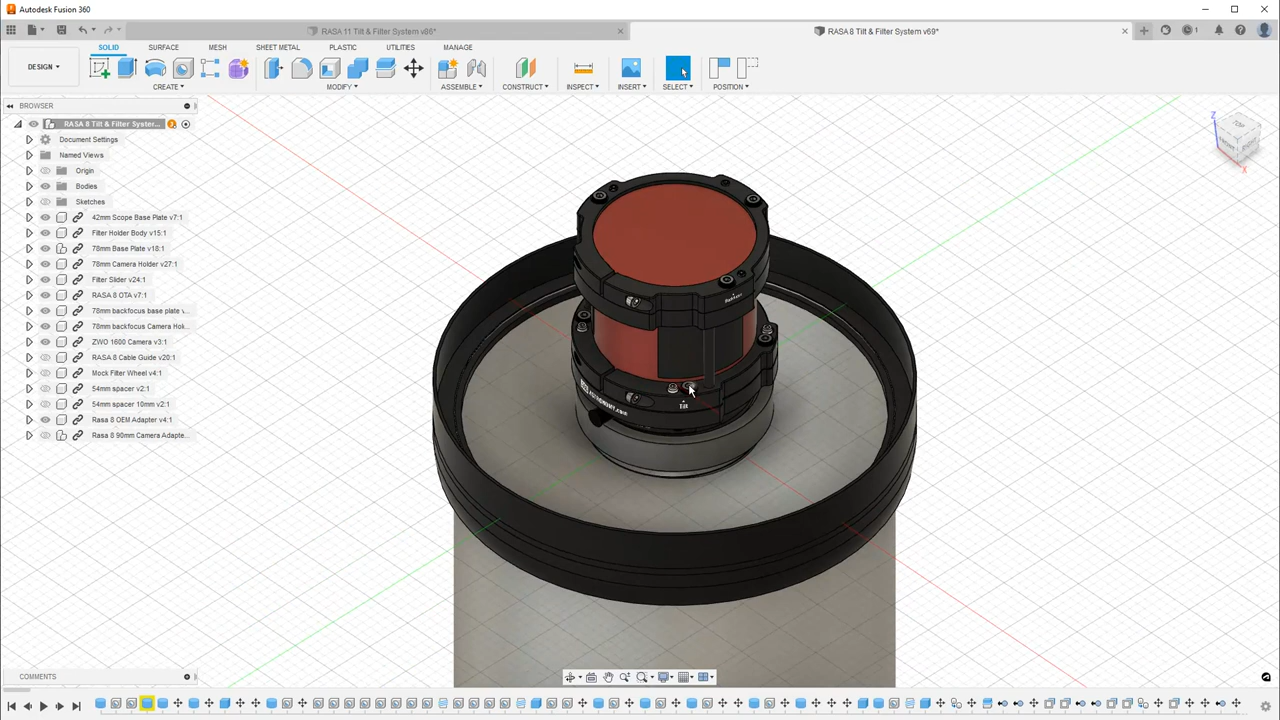 Autodesk Fusion 360
RASA 11 Tilt & Filter System v86*
RASA 8 Tilt & Filter System v69*
1
SOLID
SURFACE
MESH
SHEET METAL
PLASTIC
UTILITIES
MANAGE
DESIGN
CREATE
MODIFY
ASSEMBLE
CONSTRUCT
INSPECT
INSERT
SELECT
POSITION
BROWSER
RASA 8 Tilt & Filter Syster...
Document Settings
Named Views
Origin
Bodies
Sketches
42mm Scope Base Plate v7:1
Filter Holder Body v15:1
78mm Base Plate v18:1
78mm Camera Holder v27:1
Filter Slider v24:1
RASA 8 OTA v7:1
78mm backfocus base plate v...
78mm backfocus Camera Hok...
ZWO 1600 Camera v3:1
RASA 8 Cable Guide v20:1
Mock Filter Wheel v4:1
54mm spacer v2:1
54mm spacer 10mm v2:1
Rasa 8 OEM Adapter v4:1
Rasa 8 90mm Camera Adapte...
Z
TOP
FRONT
RIGHT
X
Tilt
COMMENTS